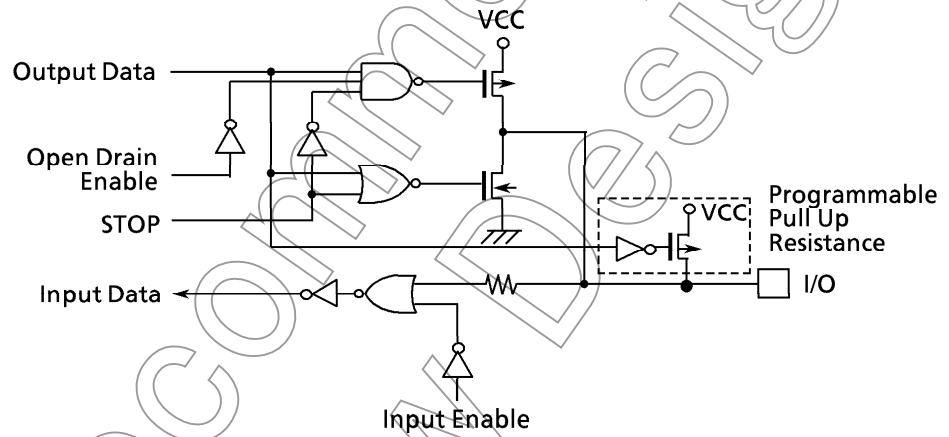 VCC
Output Data
Open Drain
Enable
STOP
Programmable
Pull Up
Resistance
VCC
Input Data
I/O
Input Enable